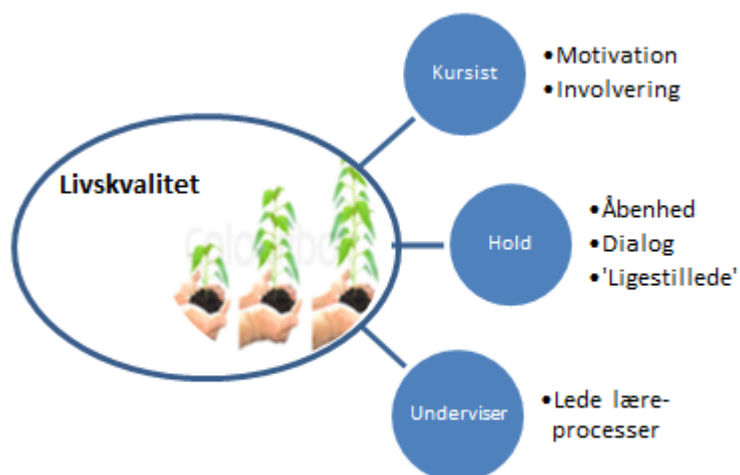 Livskvalitet
Kursist
•Motivation
•Involvering
Hold
•Åbenhed
•Dialog
•'Ligestillede'
Underviser
•Lede lære-
processer